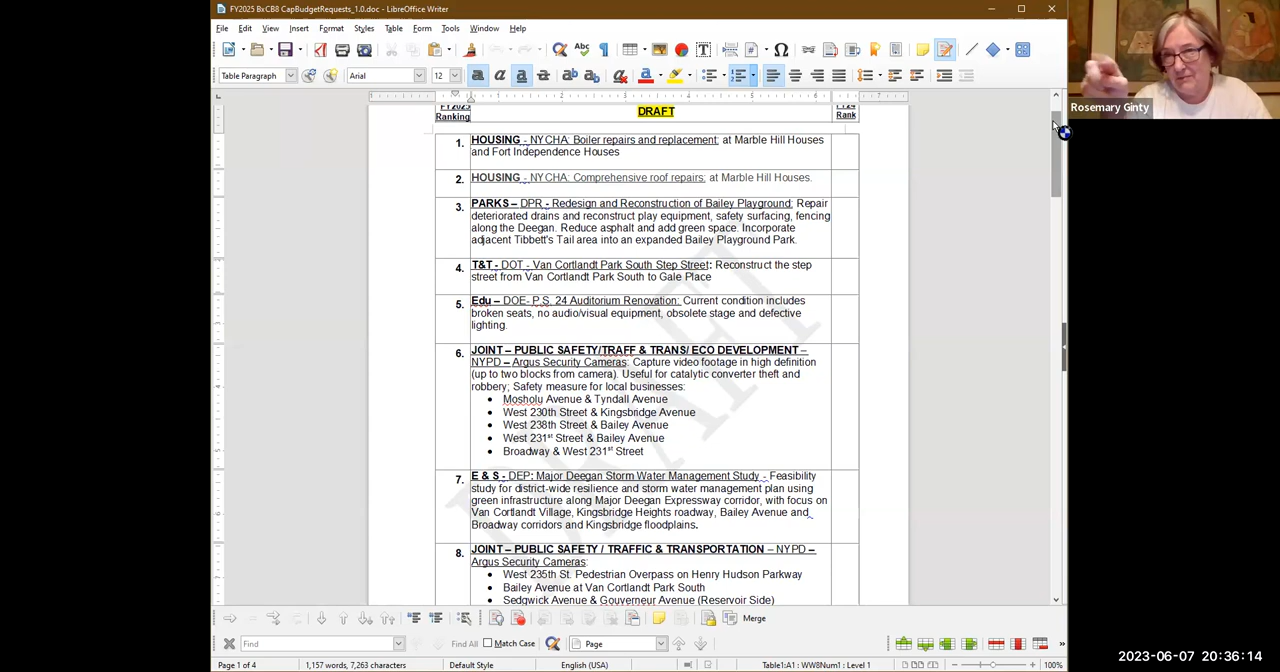 FY2025 BxCB8 CapBudgetRequests_1.0.doc - LibreOffice Writer
File Edit View Insert Format Styles Table Form Tools Window Help
Table Paragraph Arial 12
Rosemary Ginty
FY2025 Ranking DRAFT FY24 Rank
1. HOUSING - NYCHA: Boiler repairs and replacement: at Marble Hill Houses
and Fort Independence Houses
2. HOUSING - NYCHA: Comprehensive roof repairs: at Marble Hill Houses.
3. PARKS – DPR - Redesign and Reconstruction of Bailey Playground: Repair
deteriorated drains and reconstruct play equipment, safety surfacing, fencing
along the Deegan. Reduce asphalt and add green space. Incorporate
adjacent Tibbett's Tail area into an expanded Bailey Playground Park.
4. T&T - DOT - Van Cortlandt Park South Step Street: Reconstruct the step
street from Van Cortlandt Park South to Gale Place
5. Edu – DOE- P.S. 24 Auditorium Renovation: Current condition includes
broken seats, no audio/visual equipment, obsolete stage and defective
lighting.
6. JOINT – PUBLIC SAFETY/TRAFF & TRANS/ ECO DEVELOPMENT –
NYPD – Argus Security Cameras: Capture video footage in high definition
(up to two blocks from camera). Useful for catalytic converter theft and
robbery; Safety measure for local businesses:
• Mosholu Avenue & Tyndall Avenue
• West 230th Street & Kingsbridge Avenue
• West 238th Street & Bailey Avenue
• West 231st Street & Bailey Avenue
• Broadway & West 231st Street
7. E & S - DEP: Major Deegan Storm Water Management Study - Feasibility
study for district-wide resilience and storm water management plan using
green infrastructure along Major Deegan Expressway corridor, with focus on
Van Cortlandt Village, Kingsbridge Heights roadway, Bailey Avenue and
Broadway corridors and Kingsbridge floodplains.
8. JOINT – PUBLIC SAFETY / TRAFFIC & TRANSPORTATION – NYPD –
Argus Security Cameras:
• West 235th St. Pedestrian Overpass on Henry Hudson Parkway
• Bailey Avenue at Van Cortlandt Park South
• Sedgwick Avenue & Gouverneur Avenue (Reservoir Side)
DRAFT
Merge
Find Find All Match Case Page
Page 1 of 4 1,157 words, 7,263 characters Default Style English (USA) Table1:A1 : WW8Num1 : Level 1 100%
2023-06-07 20:36:14